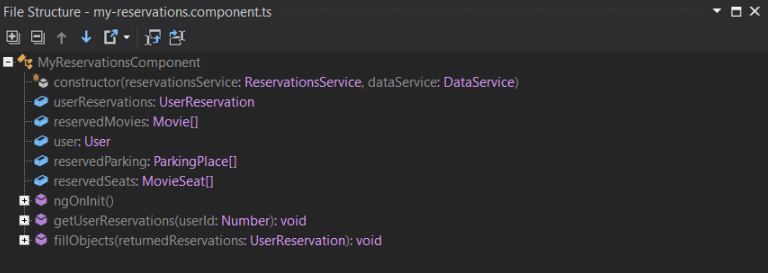 File Structure - my-reservations.component.ts
MyReservationsComponent
constructor(reservationsService: ReservationsService, dataService: DataService)
userReservations: UserReservation
reservedMovies: Movie[]
user: User
reservedParking: ParkingPlace[]
reservedSeats: MovieSeat[]
ngOnInit()
getUserReservations(userId: Number): void
fillObjects(returnedReservations: UserReservation): void